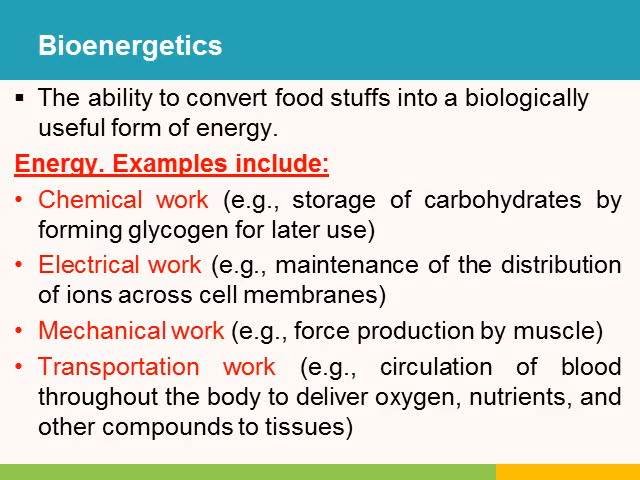 Bioenergetics
▪ The ability to convert food stuffs into a biologically
useful form of energy.
Energy. Examples include:
• Chemical work (e.g., storage of carbohydrates by
forming glycogen for later use)
• Electrical work (e.g., maintenance of the distribution
of ions across cell membranes)
• Mechanical work (e.g., force production by muscle)
• Transportation work (e.g., circulation of blood
throughout the body to deliver oxygen, nutrients, and
other compounds to tissues)